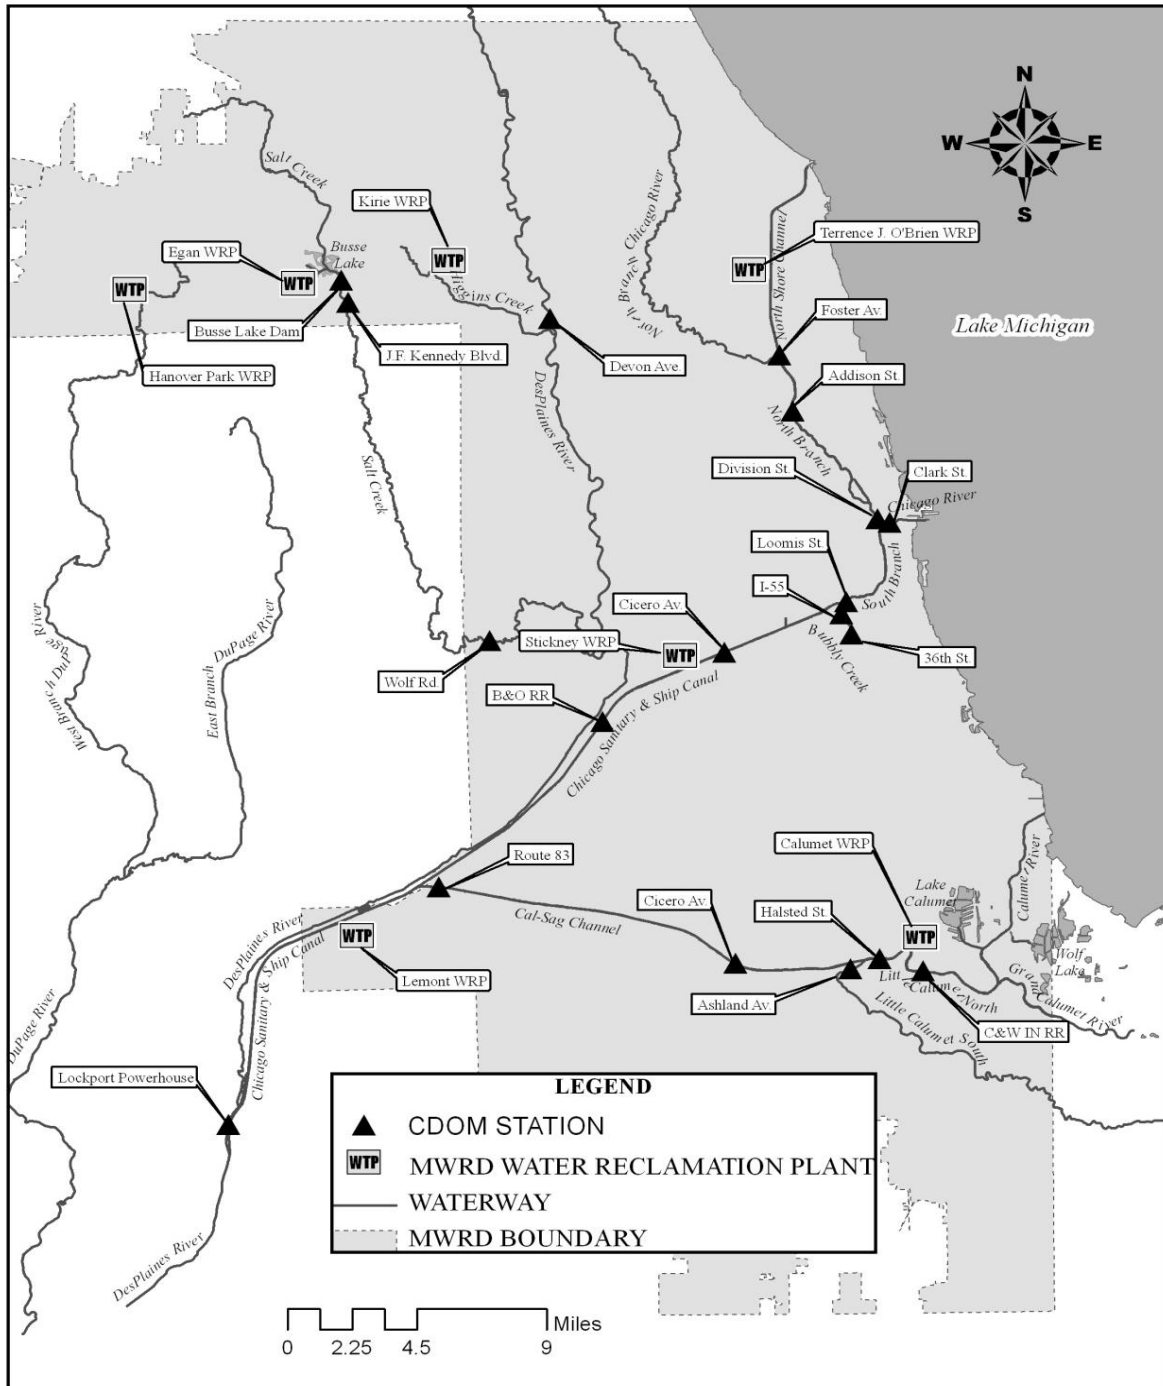 N
W
E
S
Salt Creek
Kirie WRP
North Branch Chicago River
North Shore Channel
Terrence J. O'Brien WRP
Egan WRP
Busse
Lake
WTP
WTP
WTP
WTP
Higgins Creek
Busse Lake Dam
J.F. Kennedy Blvd.
Hanover Park WRP
Devon Ave.
Foster Av.
Lake Michigan
Addison St.
DesPlaines River
North Branch
Salt Creek
Division St.
Clark St.
Chicago River
Loomis St.
I-55
South Branch
Cicero Av.
Bubbly Creek
36th St.
Stickney WRP
WTP
Wolf Rd.
B&O RR
Chicago Sanitary & Ship Canal
West Branch DuPage River
East Branch
DuPage River
Route 83
Calumet WRP
Cal-Sag Channel
Cicero Av.
Halsted St.
Lake
Calumet
Calumet River
WTP
WTP
Wolf
Lake
DesPlaines River
Chicago Sanitary & Ship Canal
Lemont WRP
Ashland Av.
Little Calumet North
Grand Calumet River
C&W IN RR
Little Calumet South
DuPage River
Lockport Powerhouse
DesPlaines River
LEGEND
CDOM STATION
WTP MWRD WATER RECLAMATION PLANT
WATERWAY
MWRD BOUNDARY
Miles
0 2.25 4.5 9